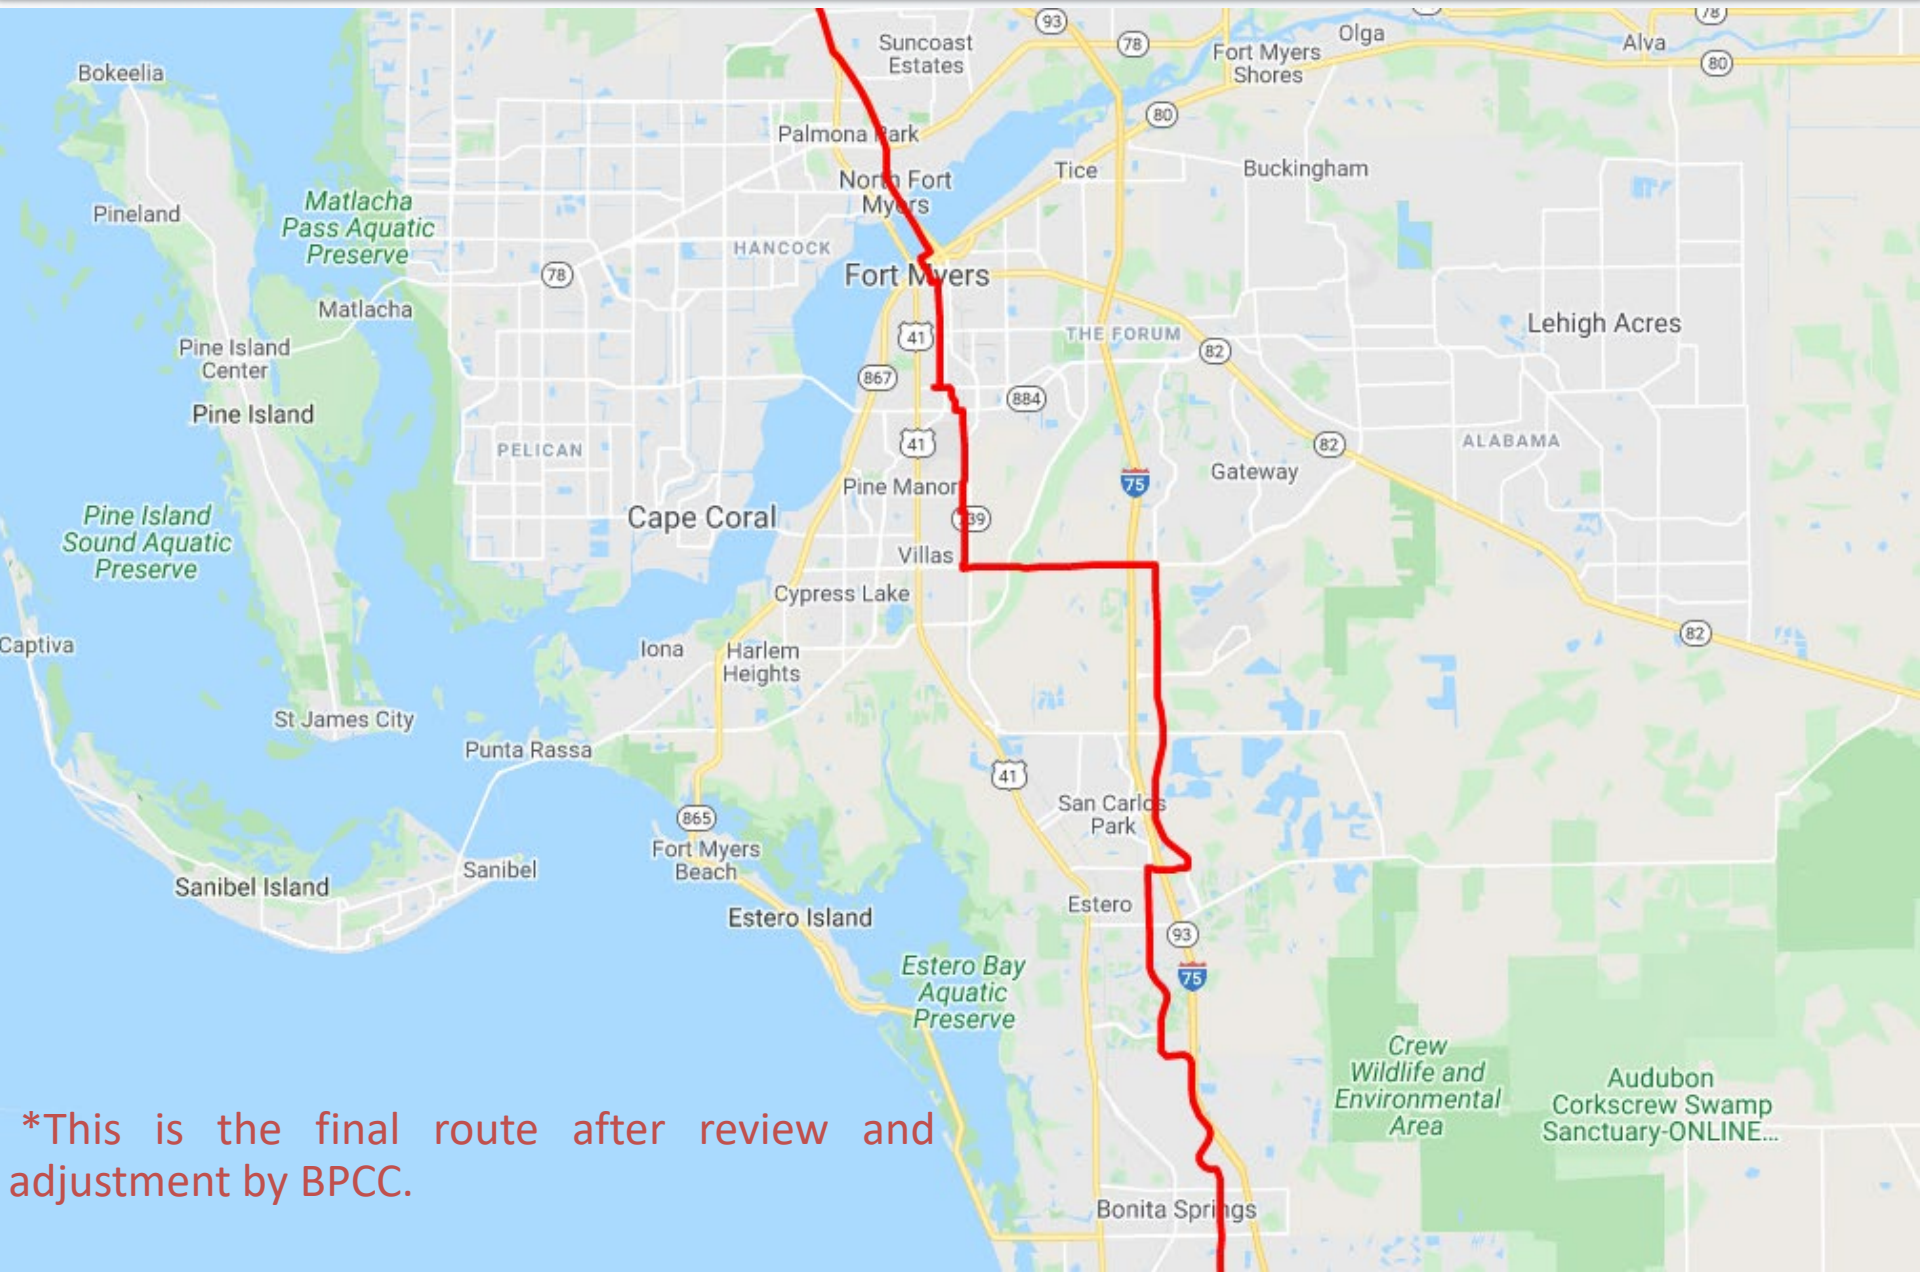 93
78
Suncoast
Estates
78
Fort Myers
Shores
Olga
Alva
80
Bokeelia
80
Palmona Park
Tice
Buckingham
North Fort
Myers
Matlacha
Pass Aquatic
Preserve
Pineland
HANCOCK
78
Fort Myers
Matlacha
41
THE FORUM
82
Lehigh Acres
Pine Island
Center
867
884
Pine Island
PELICAN
41
82
ALABAMA
Pine Manor
75
Gateway
Cape Coral
Pine Island
Sound Aquatic
Preserve
Villas
Cypress Lake
82
Captiva
Iona
Harlem
Heights
St James City
Punta Rassa
41
San Carlos
Park
865
Fort Myers
Beach
Sanibel
Sanibel Island
Estero
Estero Island
93
75
Estero Bay
Aquatic
Preserve
Crew
Wildlife and
Environmental
Area
Audubon
Corkscrew Swamp
Sanctuary-ONLINE...
*This is the final route after review and
adjustment by BPCC.
Bonita Springs